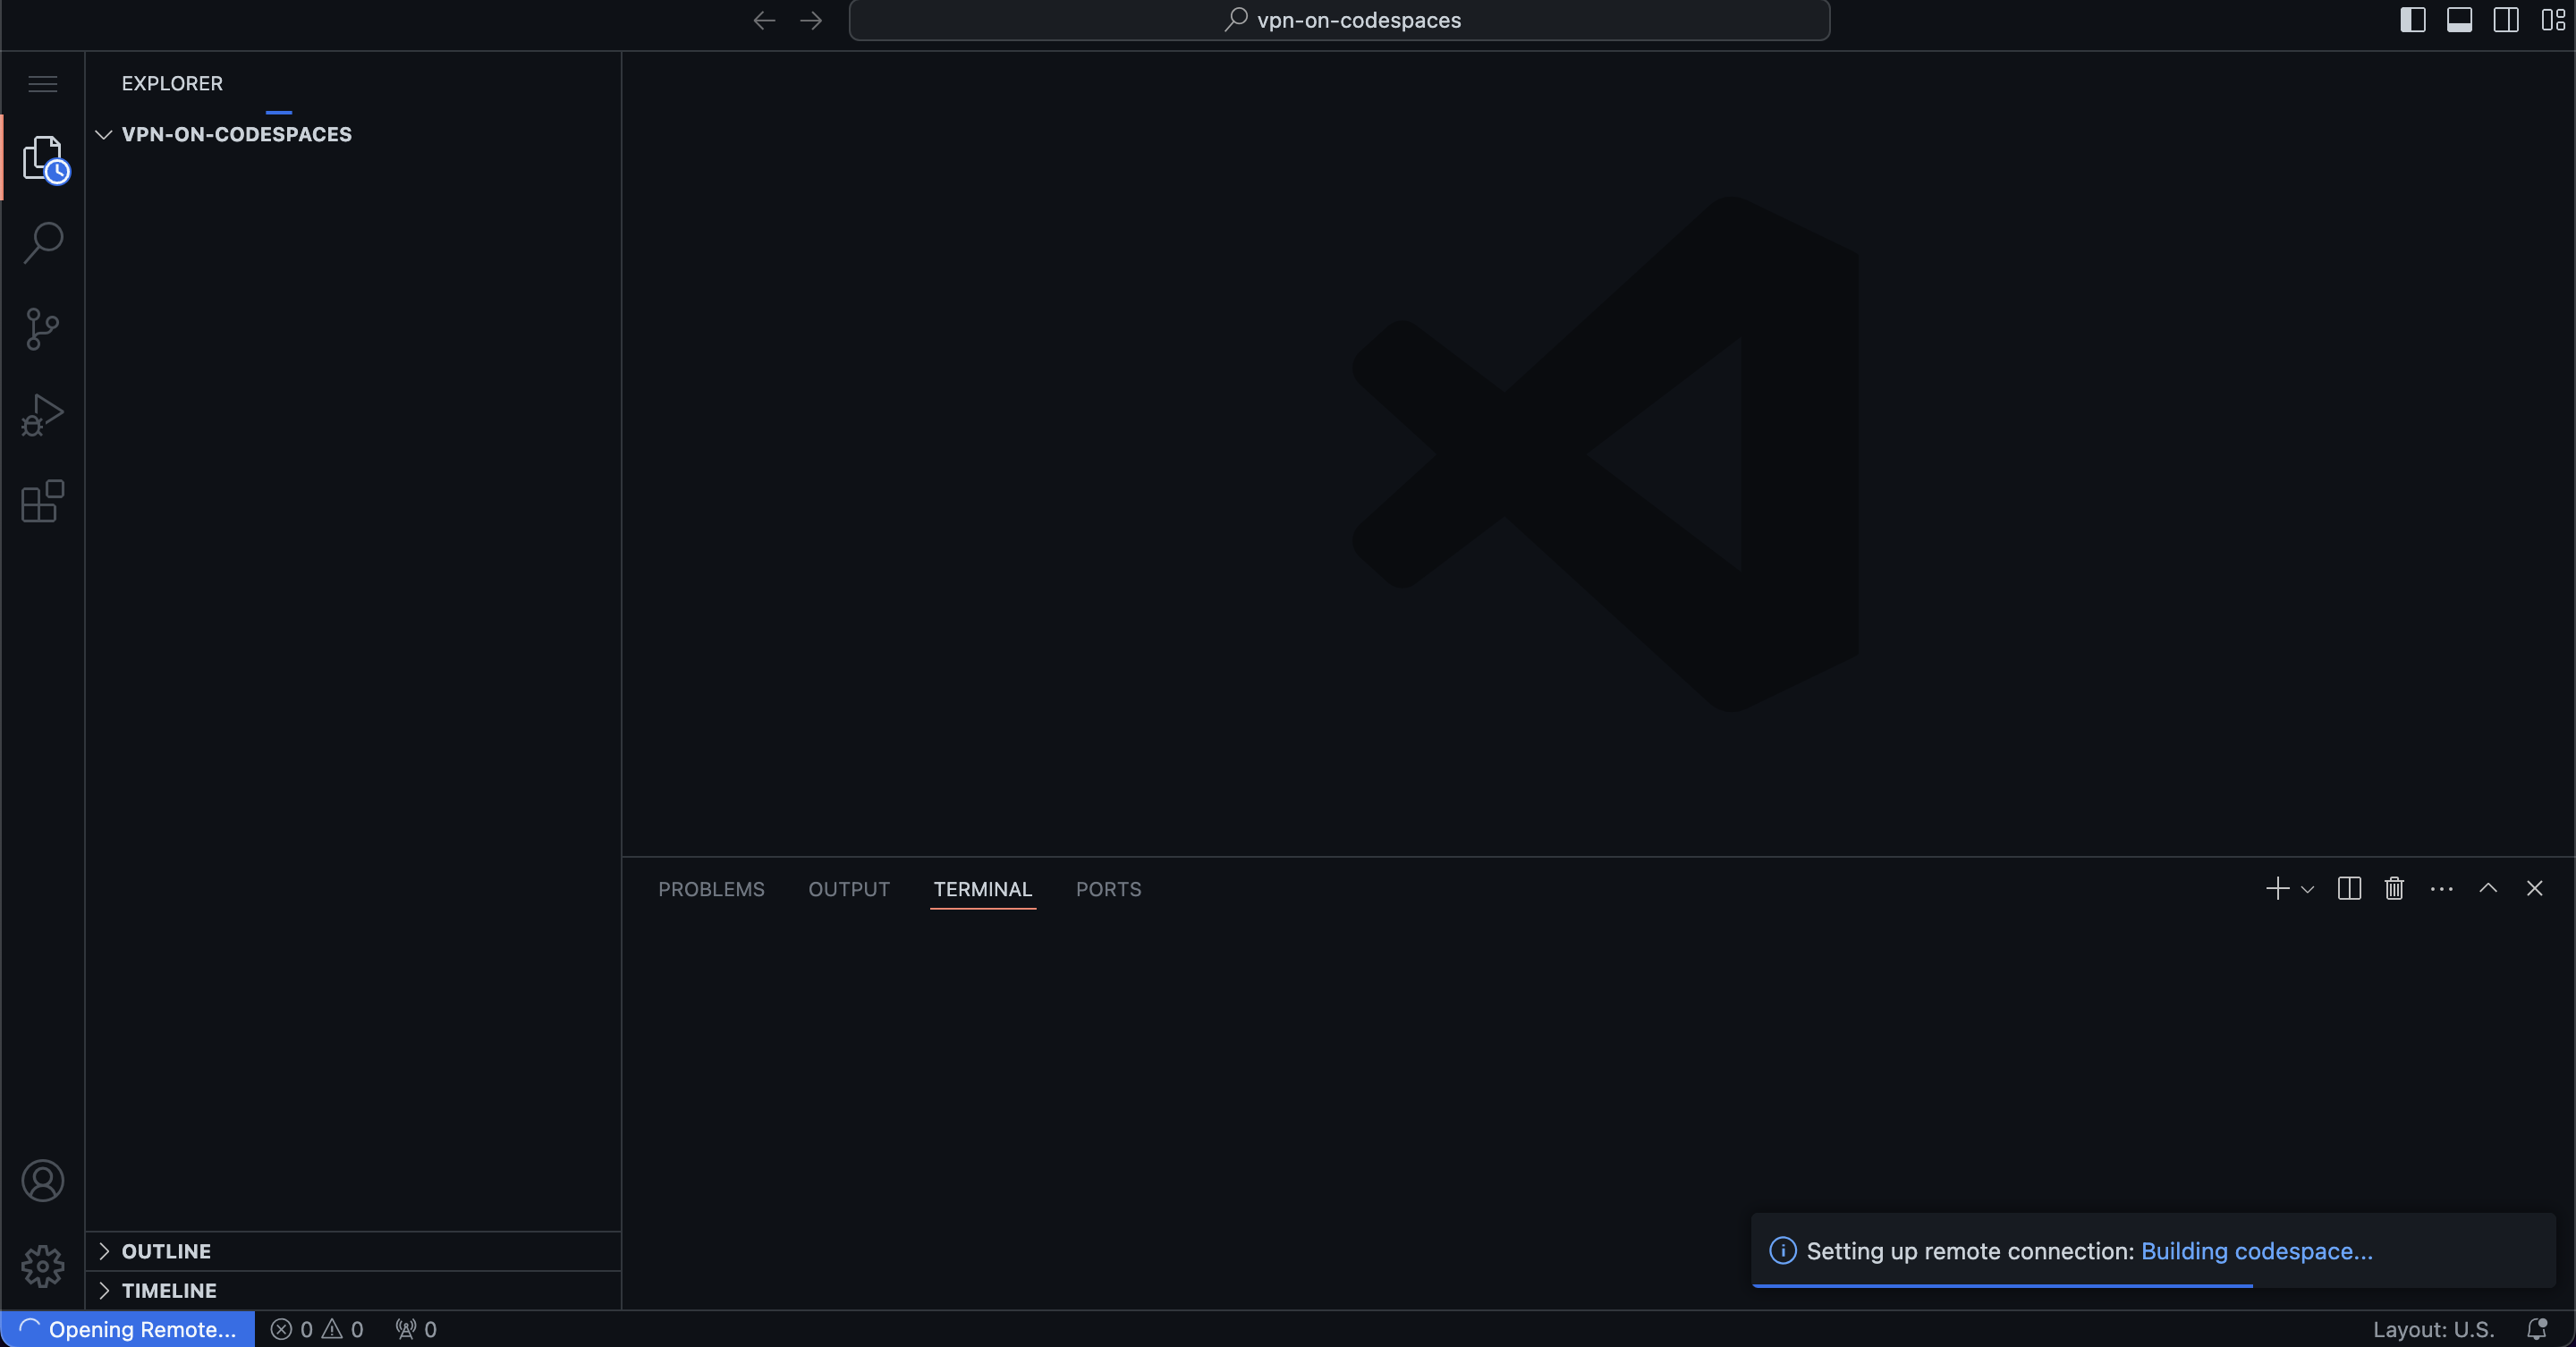 vpn-on-codespaces
EXPLORER
VPN-ON-CODESPACES
PROBLEMS OUTPUT TERMINAL PORTS
OUTLINE
TIMELINE
Setting up remote connection: Building codespace...
Opening Remote... 0 0 0 Layout: U.S.